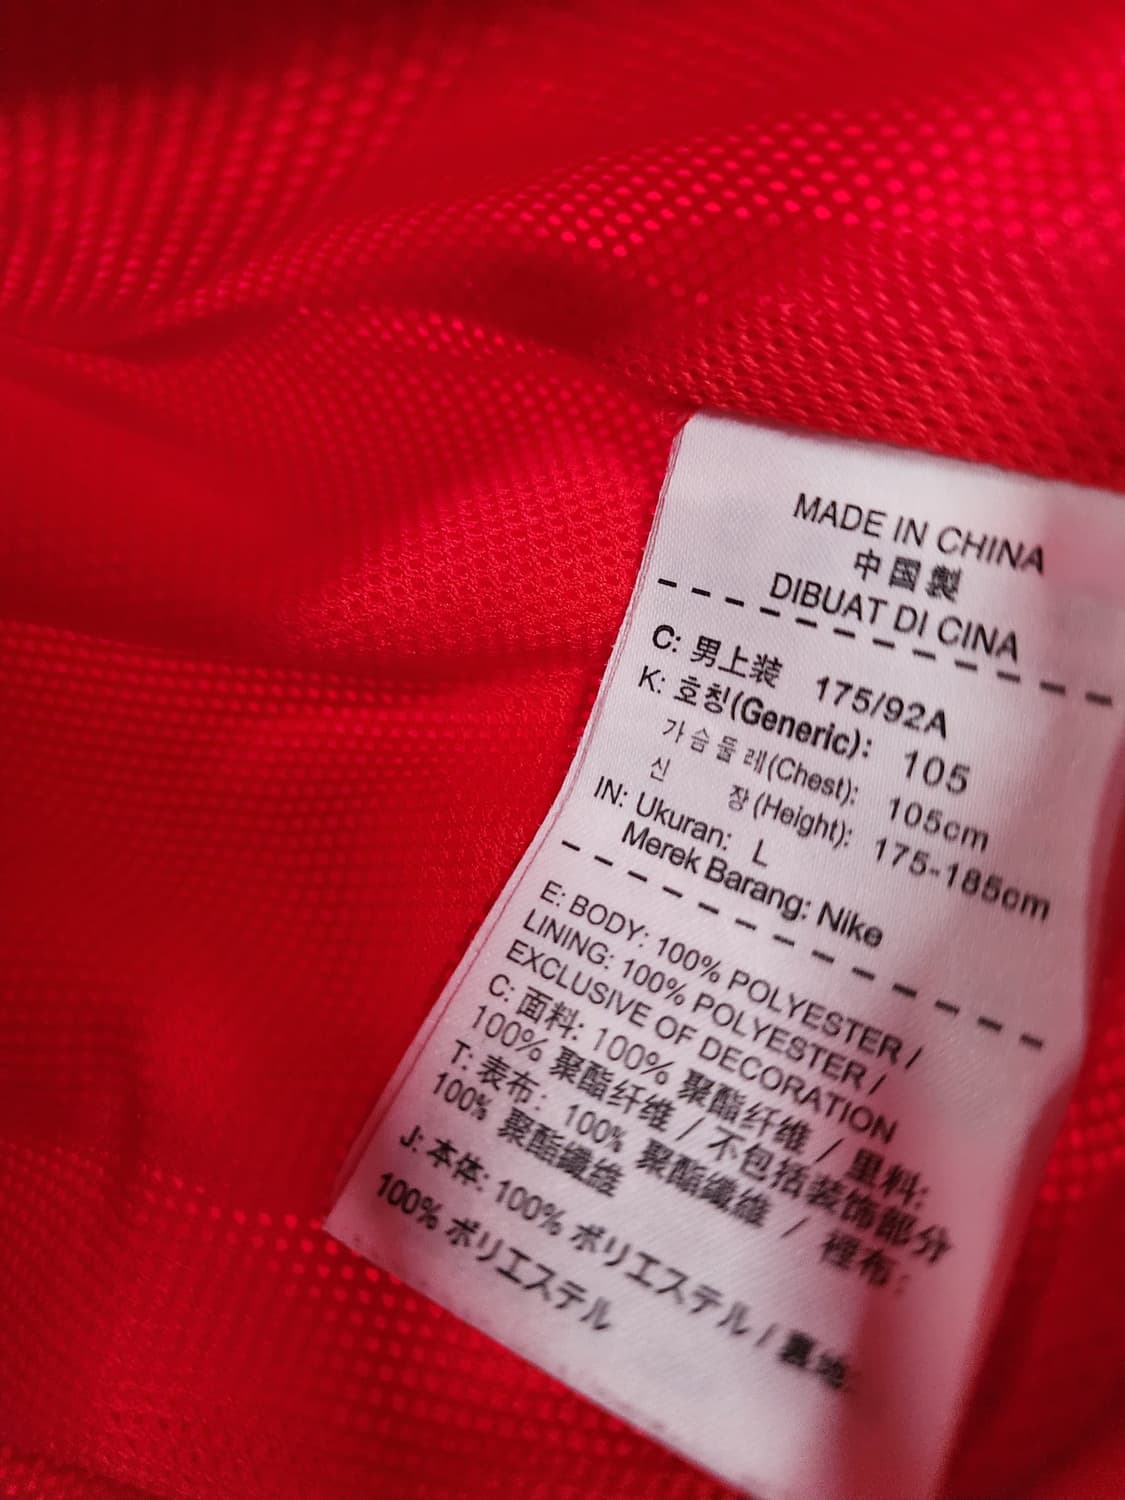 MADE IN CHINA
中国製
DIBUAT DI CINA
C: 男上装 175/92A
K: 호칭(Generic): 105
가슴둘레(Chest): 105cm
신 장(Height): 175-185cm
IN: Ukuran: L
Merek Barang: Nike
E: BODY: 100% POLYESTER /
LINING: 100% POLYESTER /
EXCLUSIVE OF DECORATION
C: 面料: 100% 聚酯纤维 / 里料:
100% 聚酯纤维 / 不包括装饰部分
T: 表布: 100% 聚酯纖維 / 裡布:
100% 聚酯纖維
J: 本体: 100% ポリエステル / 裏地:
100% ポリエステル